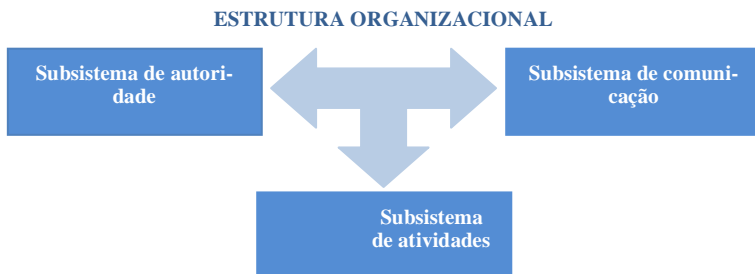 ESTRUTURA ORGANIZACIONAL
Subsistema de autori-
dade
Subsistema de comuni-
cação
Subsistema
de atividades